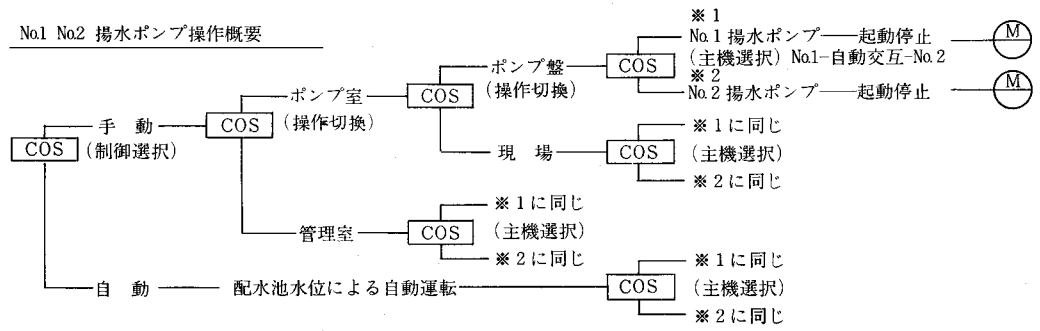 No.1 No.2 揚水ポンプ操作概要
※1
No.1 揚水ポンプ──起動停止
M
(主機選択) No.1-自動交互-No.2
※2
No.2 揚水ポンプ──起動停止
M
COS
ポンプ盤
(操作切換)
COS
ポンプ室
(操作切換)
COS
手動
(制御選択)
COS
現場
COS
※1に同じ
(主機選択)
※2に同じ
管理室
COS
※1に同じ
(主機選択)
※2に同じ
自動
配水池水位による自動運転
COS
※1に同じ
(主機選択)
※2に同じ